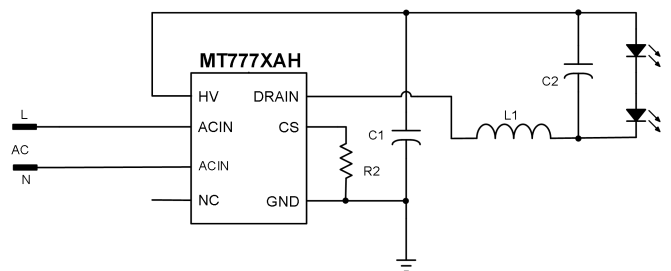 MT777XAH
HV
DRAIN
C2
L
ACIN
CS
L1
C1
AC
ACIN
R2
N
NC
GND